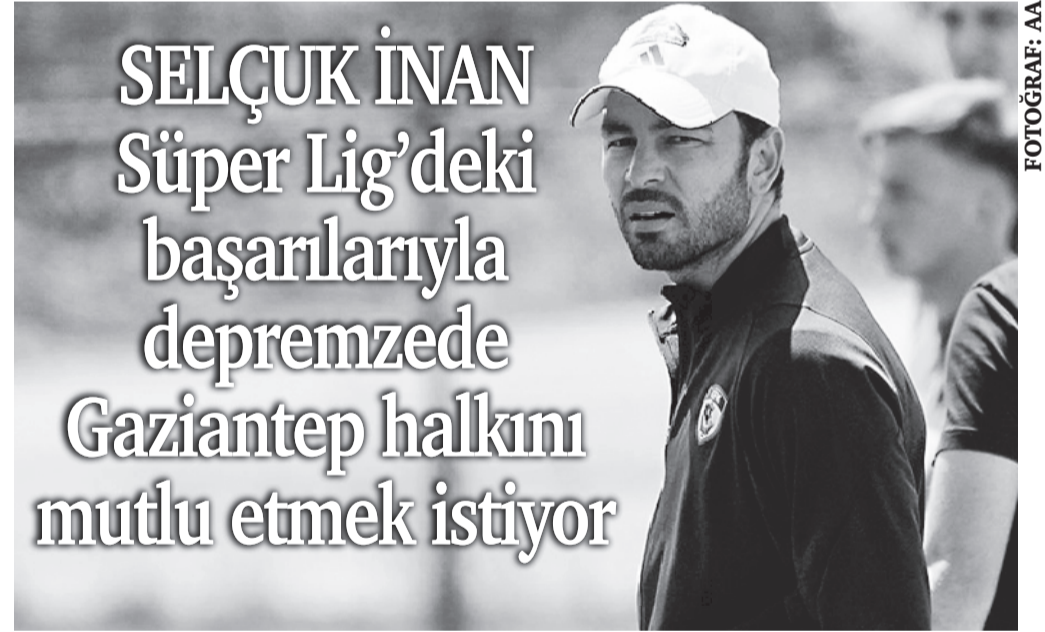 SELÇUK İNAN
Süper Lig’deki
başarılarıyla
depremzede
Gaziantep halkını
mutlu etmek istiyor
FOTOĞRAF: AA